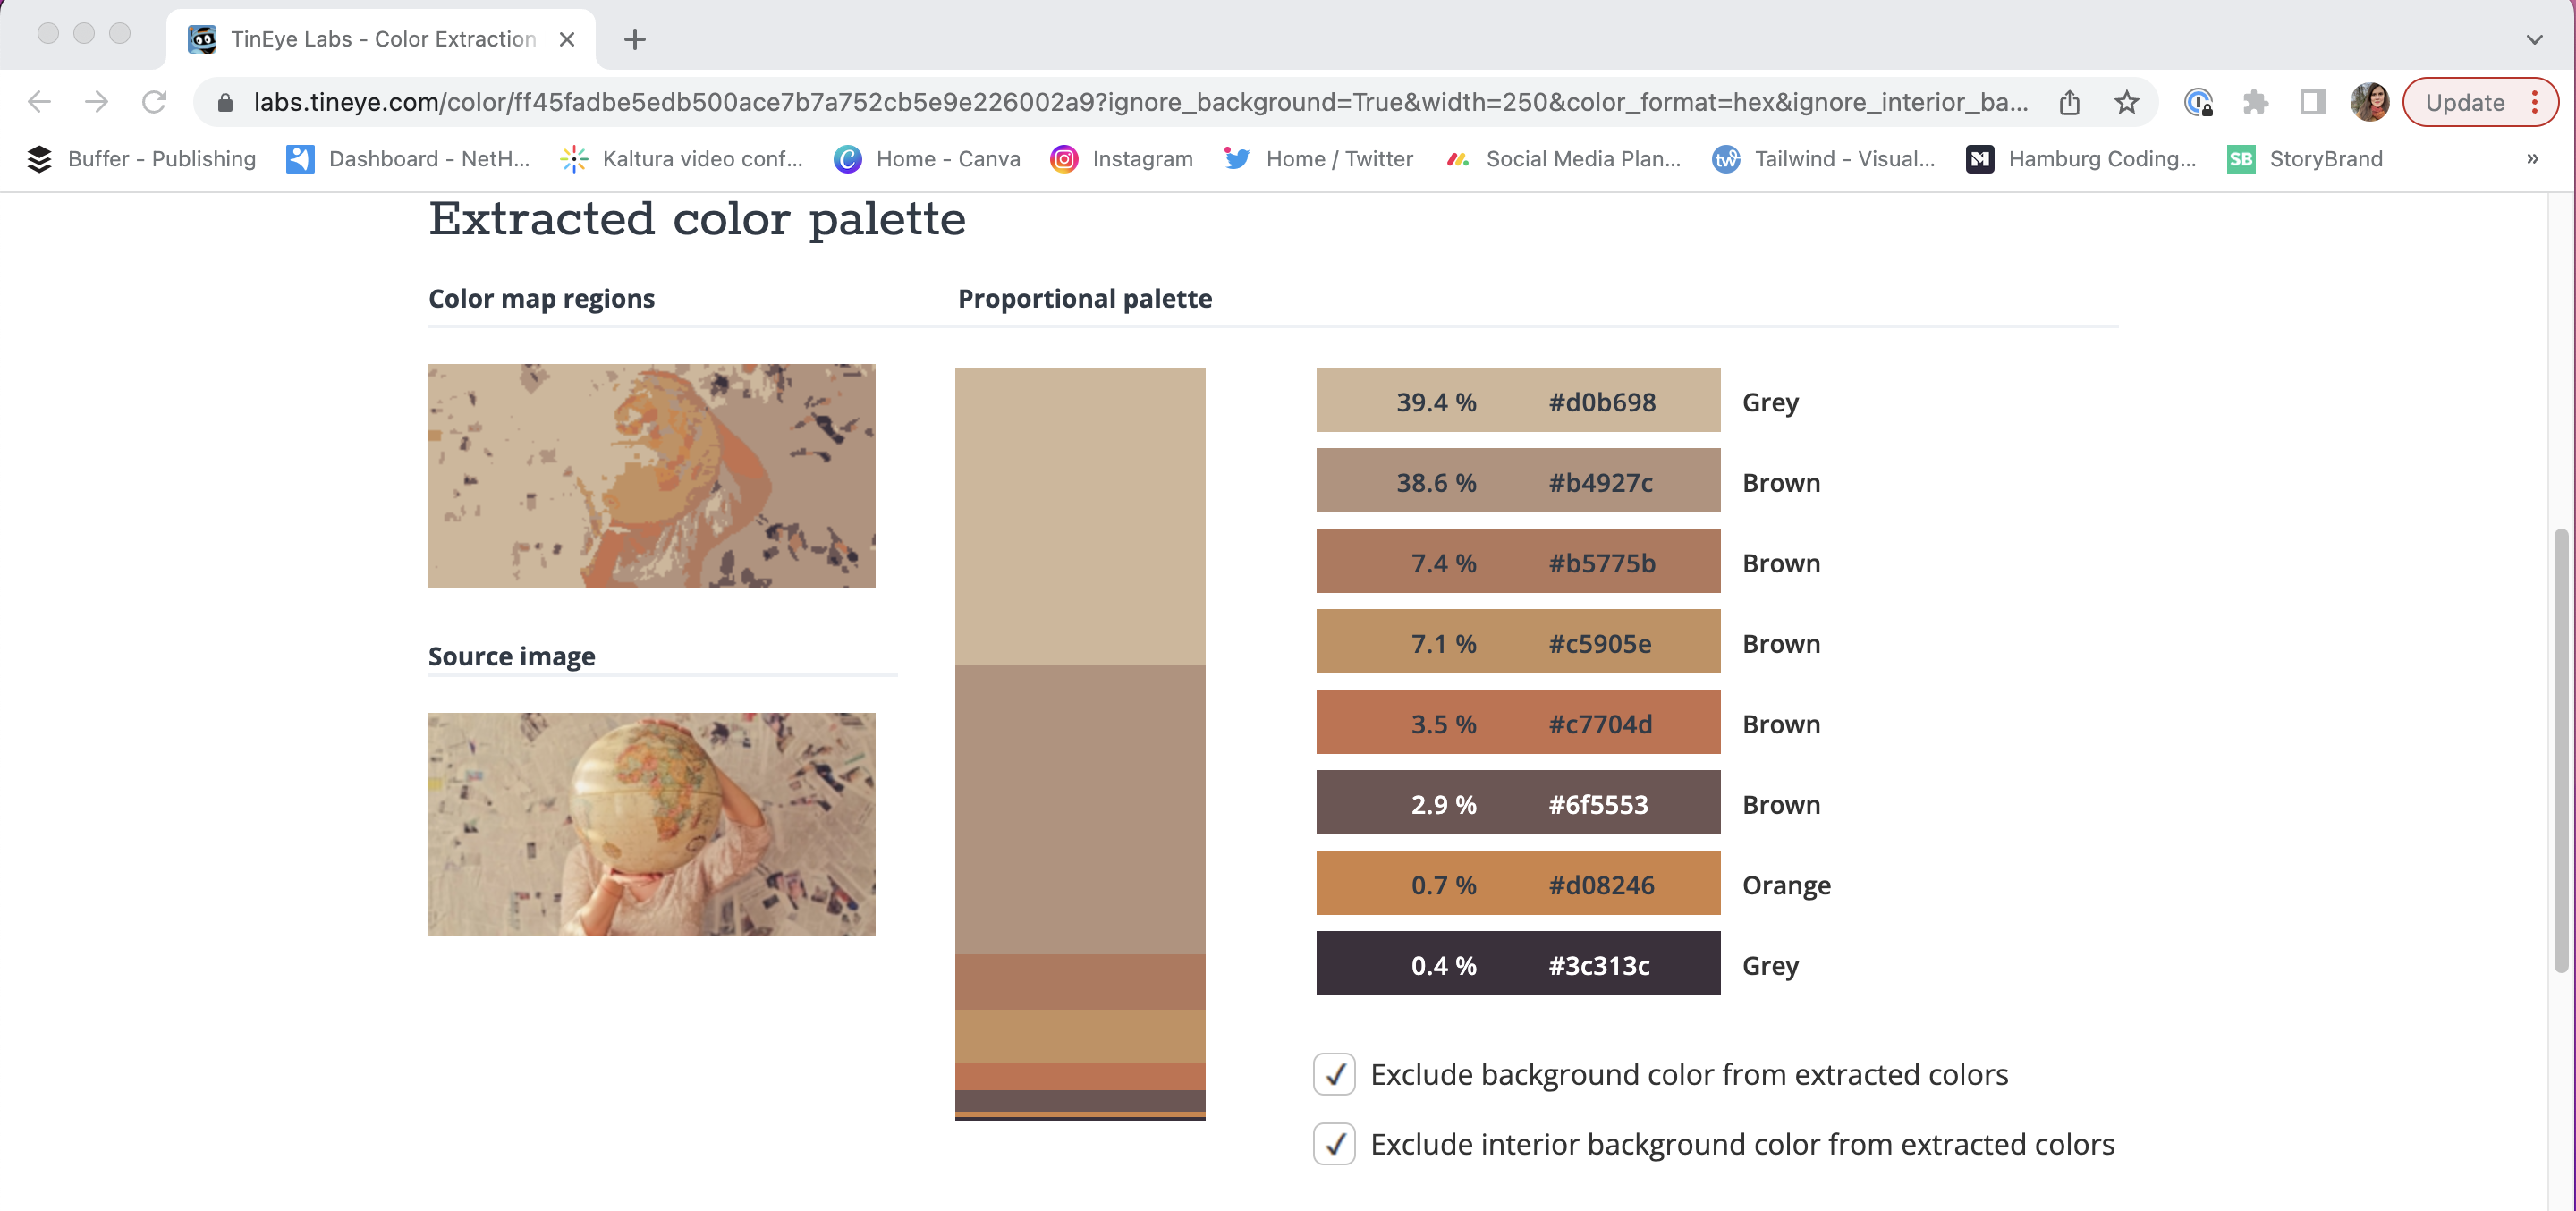 TinEye Labs - Color Extraction
labs.tineye.com/color/ff45fadbe5edb500ace7b7a752cb5e9e226002a9?ignore_background=True&width=250&color_format=hex&ignore_interior_ba...
Update
Buffer - Publishing
Dashboard - NetH...
Kaltura video conf...
Home - Canva
Instagram
Home / Twitter
Social Media Plan...
tw
Tailwind - Visual...
Hamburg Coding...
SB
StoryBrand
»
Extracted color palette
Color map regions
Proportional palette
39.4 % #d0b698 Grey
38.6 % #b4927c Brown
7.4 % #b5775b Brown
7.1 % #c5905e Brown
3.5 % #c7704d Brown
2.9 % #6f5553 Brown
0.7 % #d08246 Orange
0.4 % #3c313c Grey
Source image
Exclude background color from extracted colors
Exclude interior background color from extracted colors